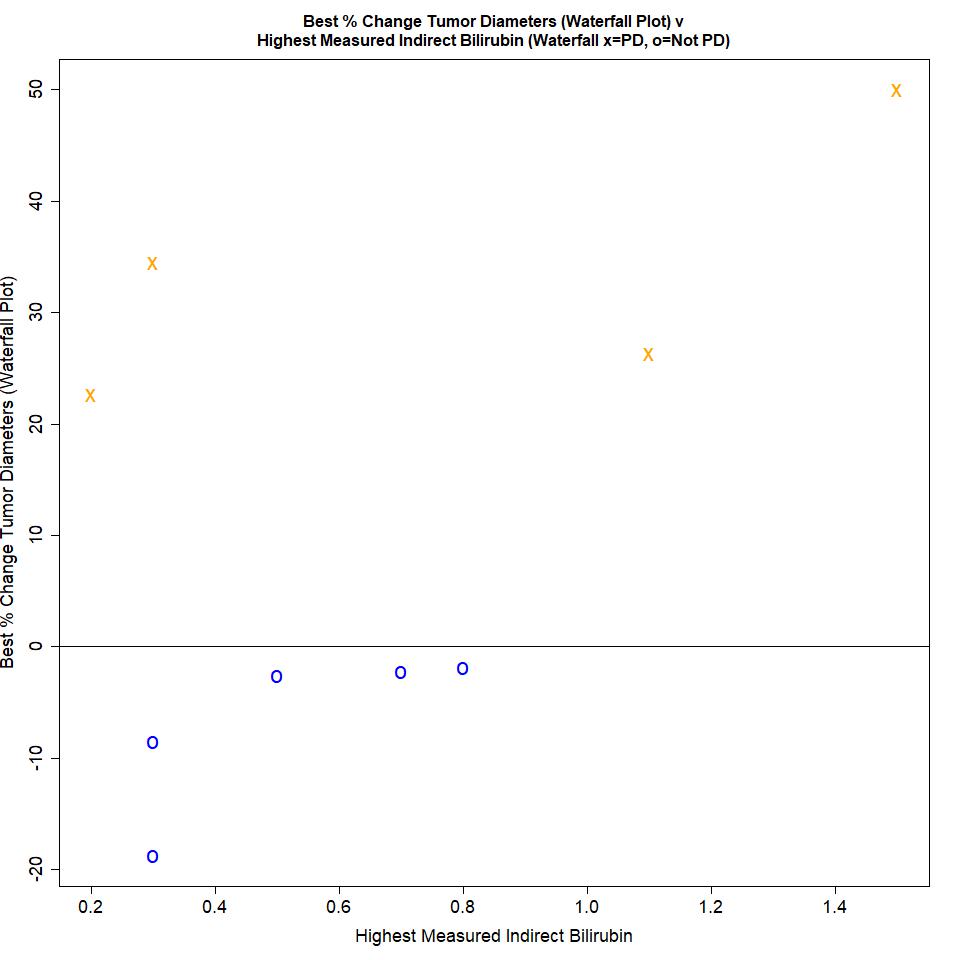 Best % Change Tumor Diameters (Waterfall Plot) v
Highest Measured Indirect Bilirubin (Waterfall x=PD, o=Not PD)
Best % Change Tumor Diameters (Waterfall Plot)
50
40
30
20
10
0
-10
-20
X
X
X
X
O
O
O
O
O
0.2 0.4 0.6 0.8 1.0 1.2 1.4
Highest Measured Indirect Bilirubin